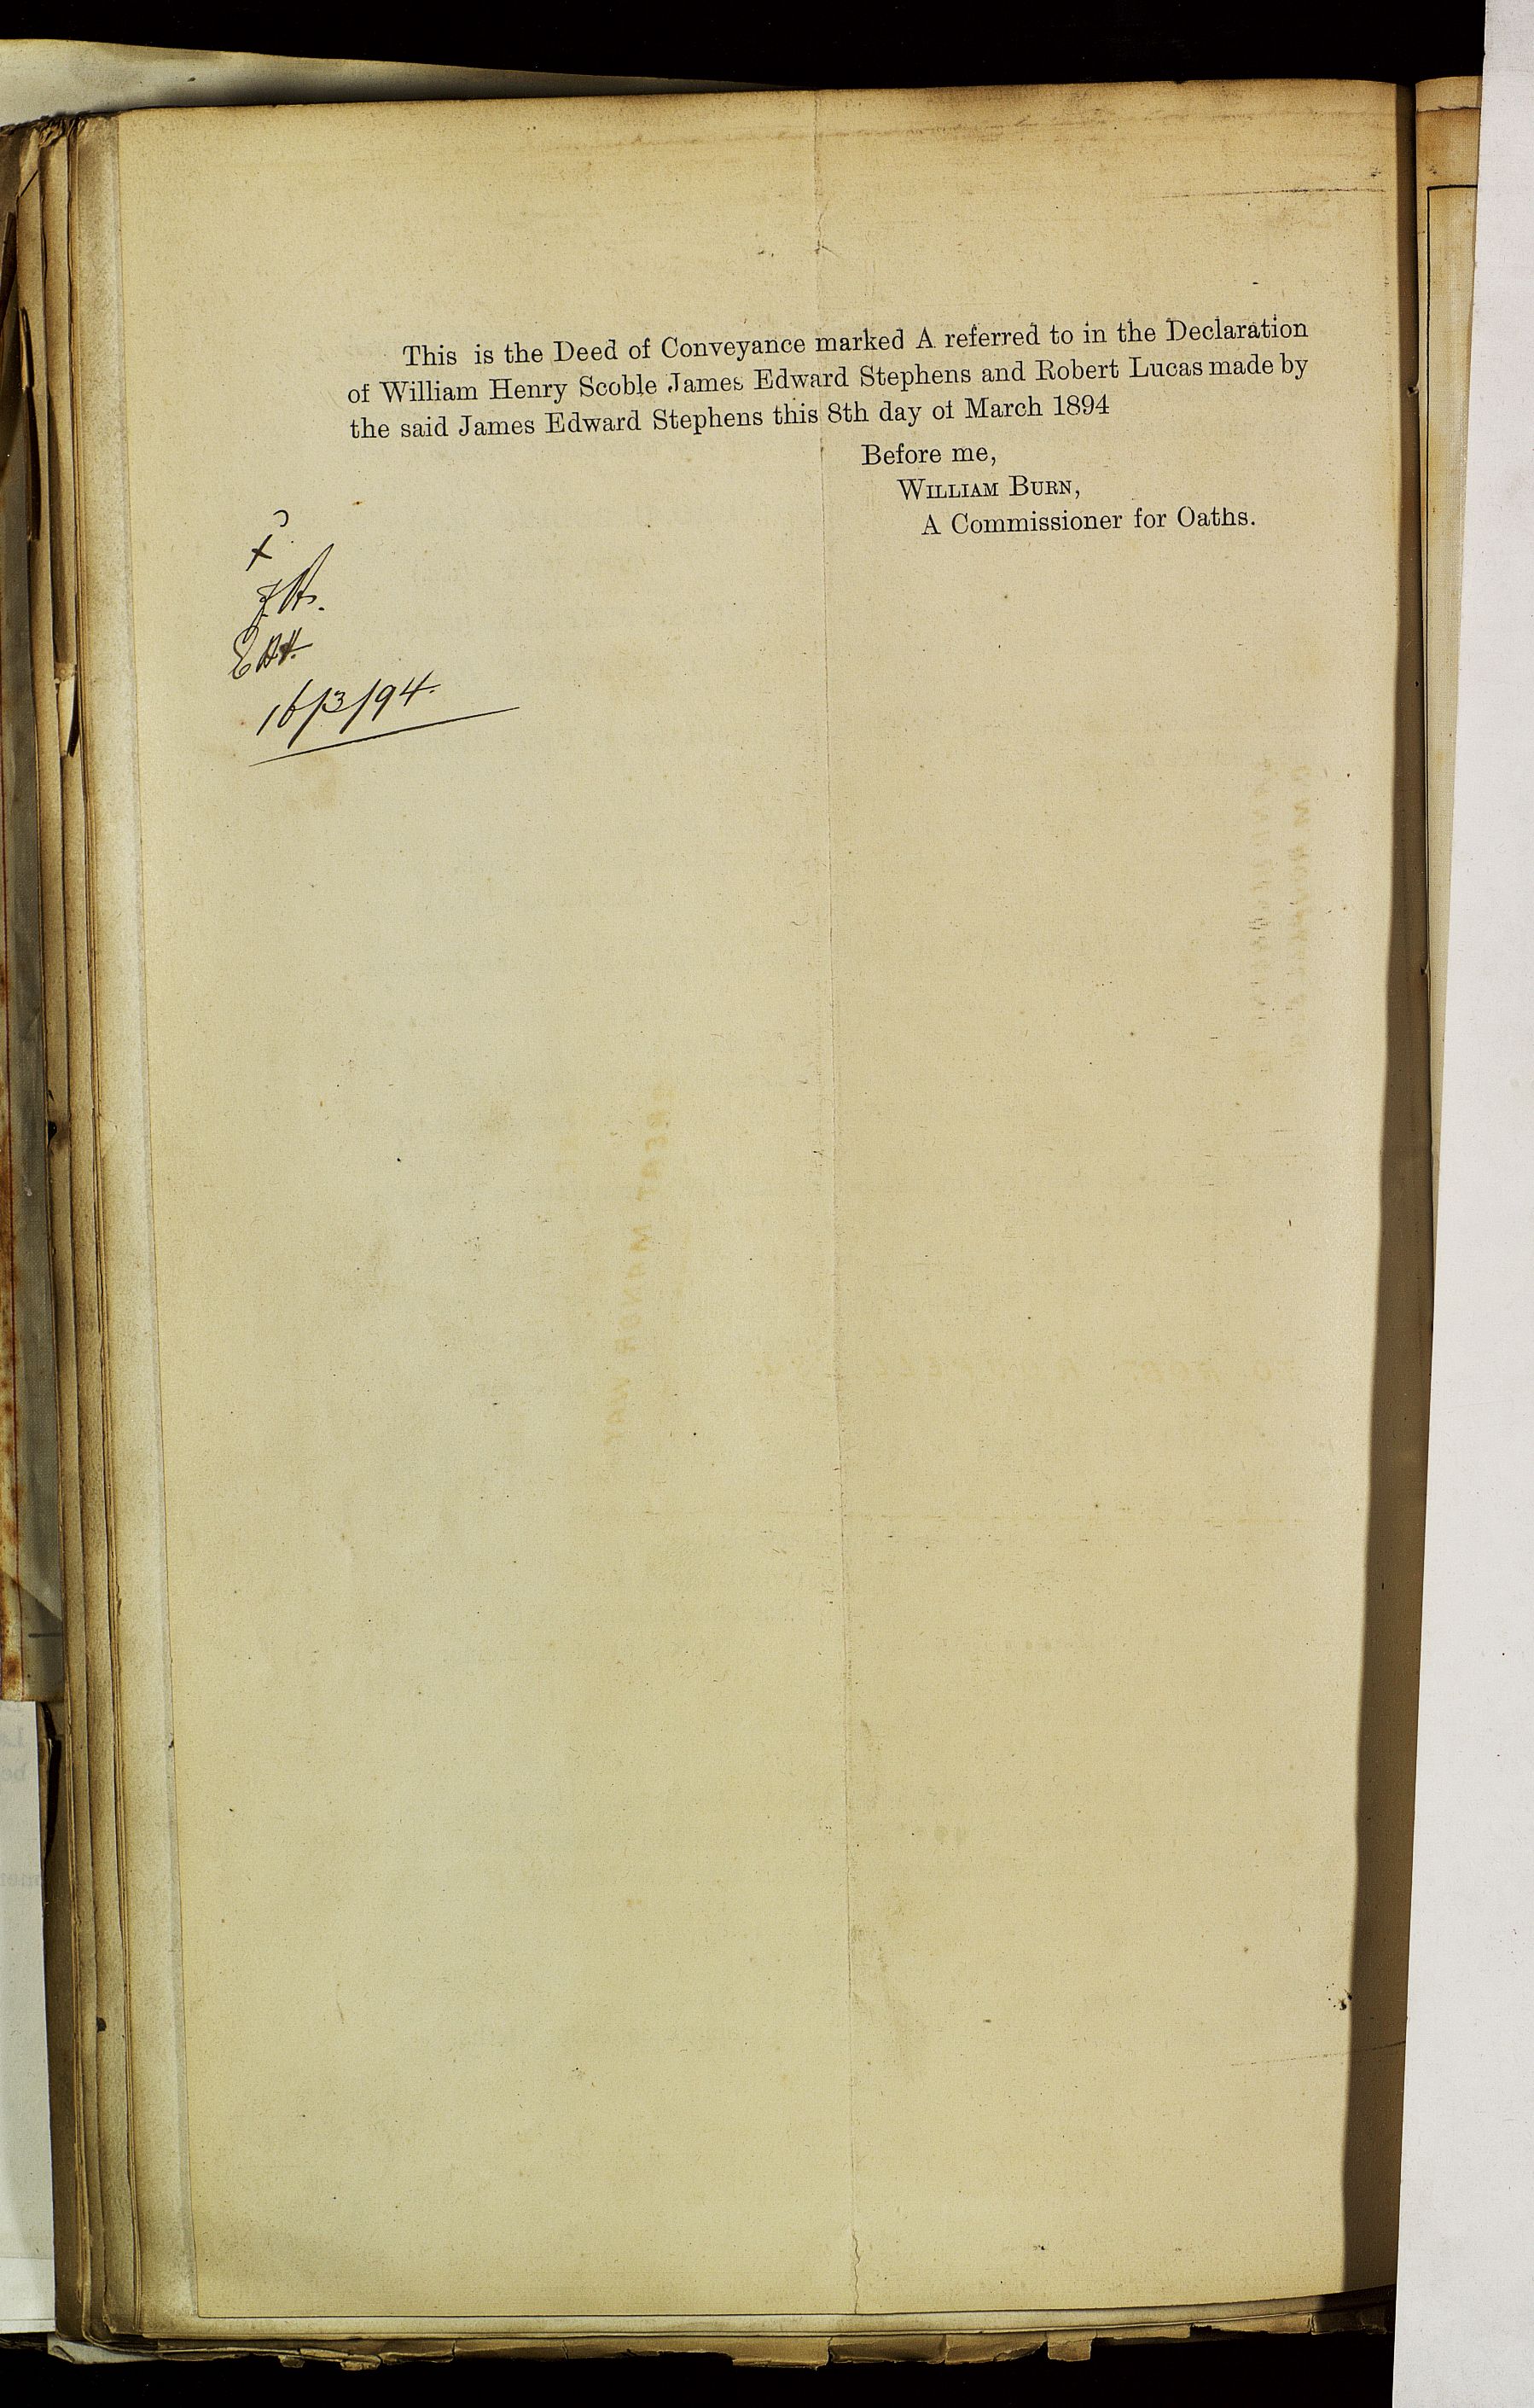 This is the Deed of Conveyance marked A referred to in the Declaration
of William Henry Scoble James Edward Stephens and Robert Lucas made by
the said James Edward Stephens this 8th day of March 1894
Before me,
WILLIAM BURN,
A Commissioner for Oaths.
16/3/94.